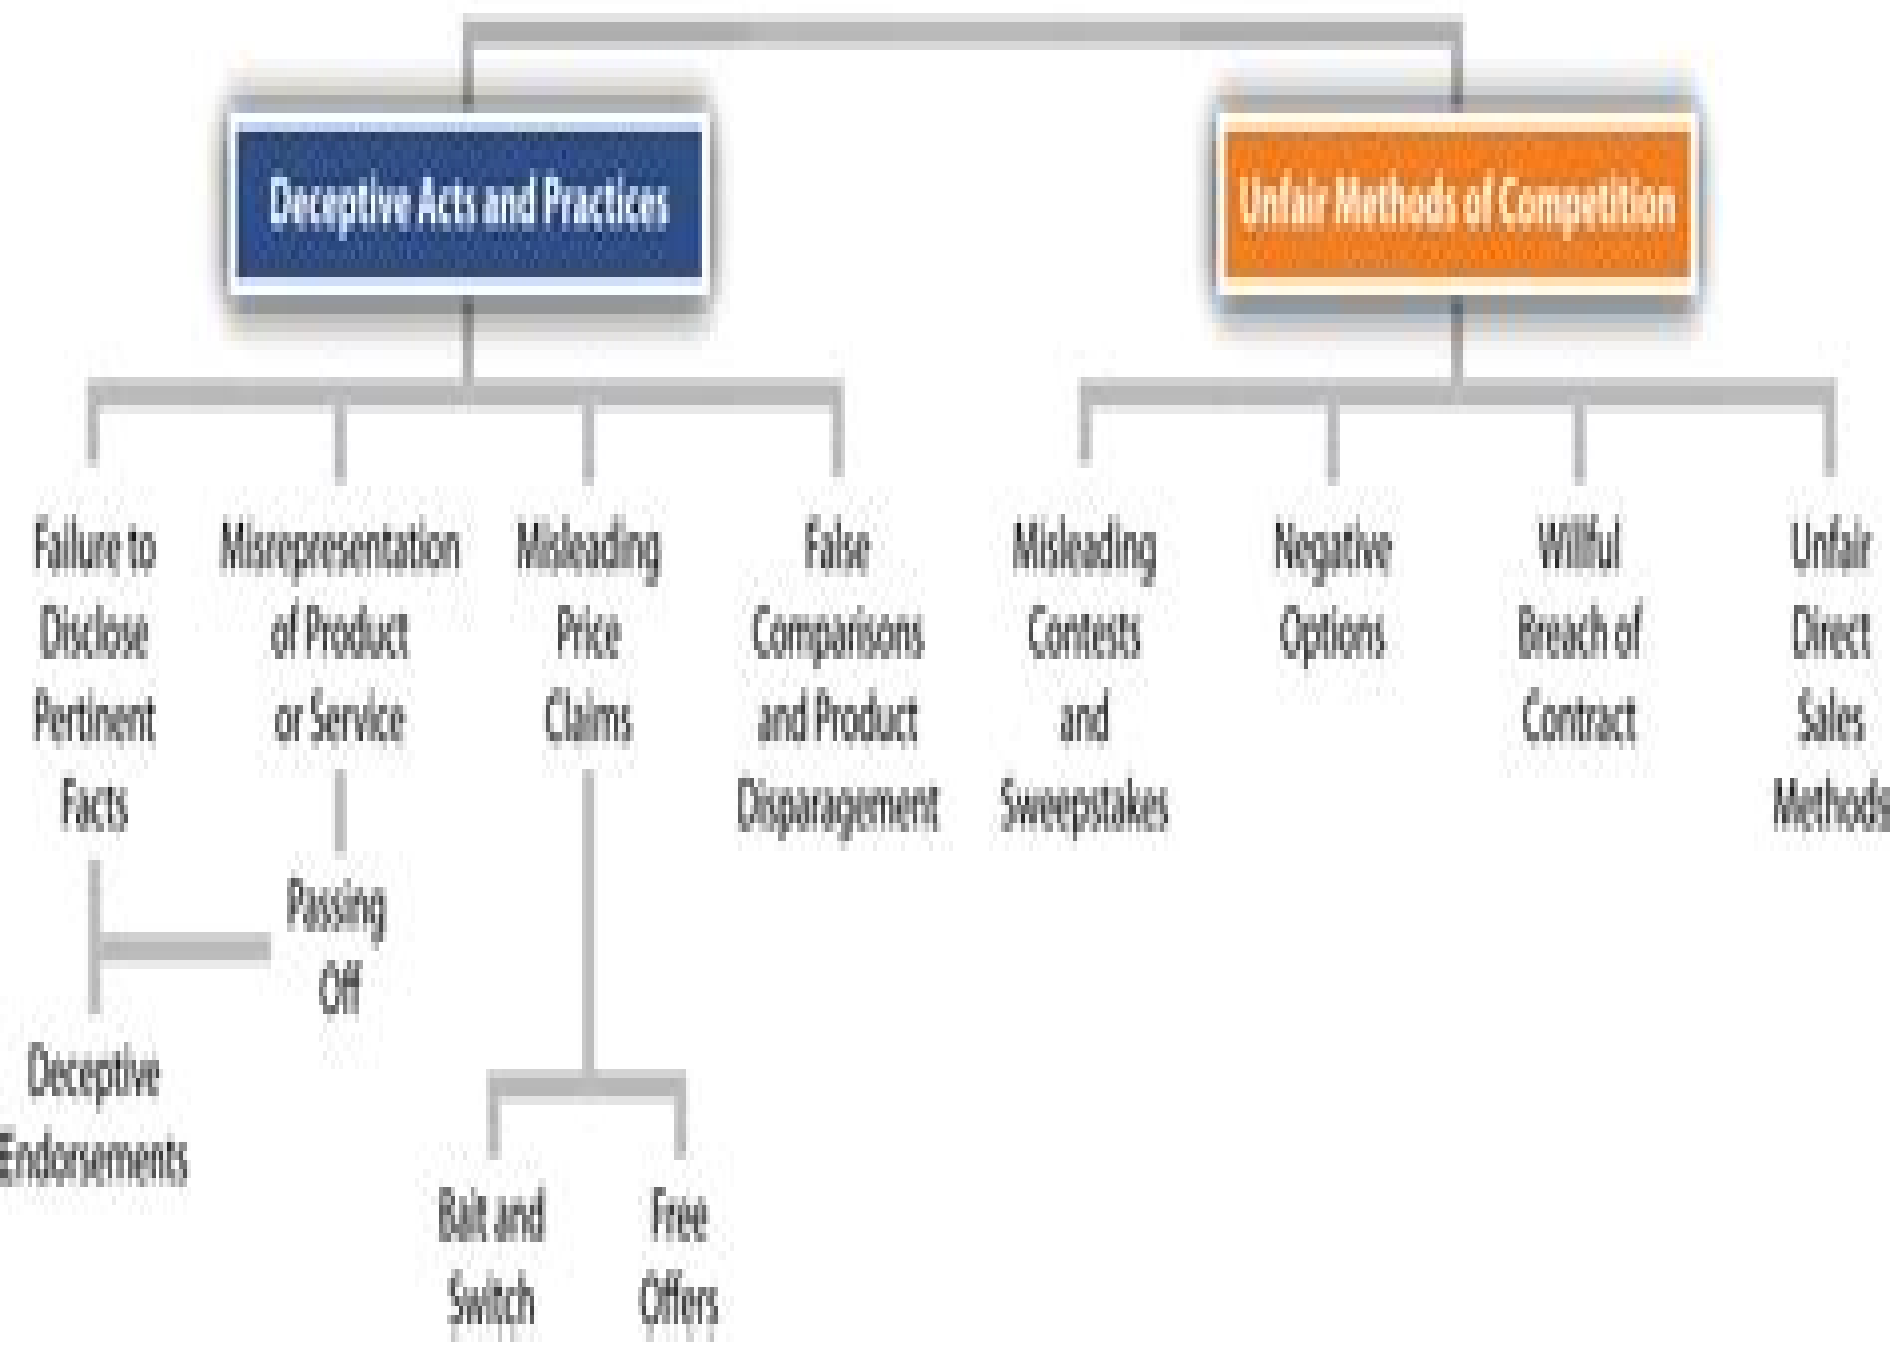 Deceptive Acts and Practices
Unfair Methods of Competition
Failure to
Disclose
Pertinent
Facts
Misrepresentation
of Product
or Service
Misleading
Price
Claims
False
Comparisons
and Product
Disparagement
Misleading
Contests
and
Sweepstakes
Negative
Options
Willful
Breach of
Contract
Unfair
Direct
Sales
Methods
Passing
Off
Deceptive
Endorsements
Bait and
Switch
Free
Offers